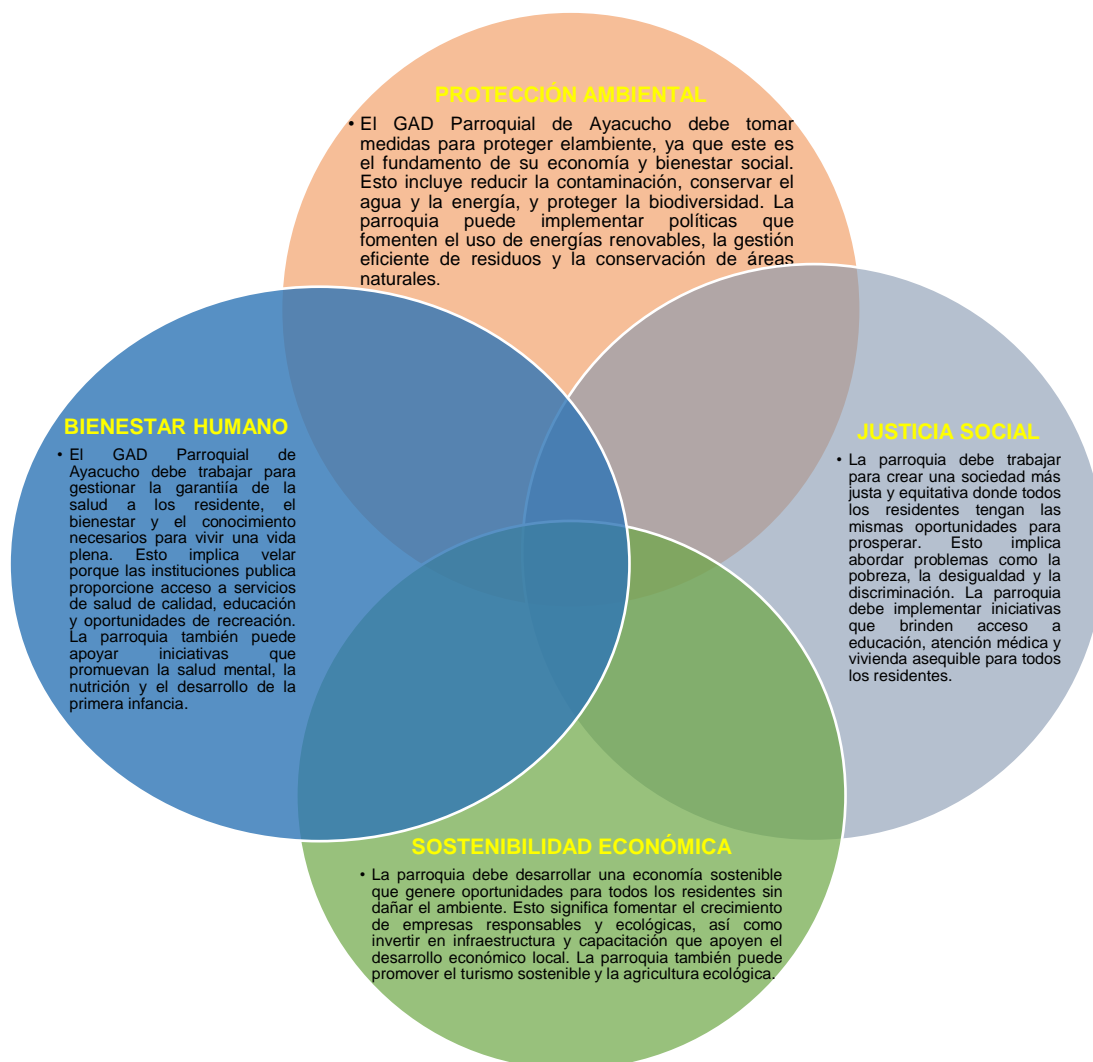 PROTECCIÓN AMBIENTAL
• El GAD Parroquial de Ayacucho debe tomar
medidas para proteger elambiente, ya que este es
el fundamento de su economía y bienestar social.
Esto incluye reducir la contaminación, conservar el
agua y la energía, y proteger la biodiversidad. La
parroquia puede implementar políticas que
fomenten el uso de energías renovables, la gestión
eficiente de residuos y la conservación de áreas
naturales.
BIENESTAR HUMANO
• El GAD Parroquial de
Ayacucho debe trabajar para
gestionar la garantiía de la
salud a los residente, el
bienestar y el conocimiento
necesarios para vivir una vida
plena. Esto implica velar
porque las instituciones publica
proporcione acceso a servicios
de salud de calidad, educación
y oportunidades de recreación.
La parroquia también puede
apoyar iniciativas que
promuevan la salud mental, la
nutrición y el desarrollo de la
primera infancia.
JUSTICIA SOCIAL
• La parroquia debe trabajar
para crear una sociedad más
justa y equitativa donde todos
los residentes tengan las
mismas oportunidades para
prosperar. Esto implica
abordar problemas como la
pobreza, la desigualdad y la
discriminación. La parroquia
debe implementar iniciativas
que brinden acceso a
educación, atención médica y
vivienda asequible para todos
los residentes.
SOSTENIBILIDAD ECONÓMICA
• La parroquia debe desarrollar una economía sostenible
que genere oportunidades para todos los residentes sin
dañar el ambiente. Esto significa fomentar el crecimiento
de empresas responsables y ecológicas, así como
invertir en infraestructura y capacitación que apoyen el
desarrollo económico local. La parroquia también puede
promover el turismo sostenible y la agricultura ecológica.